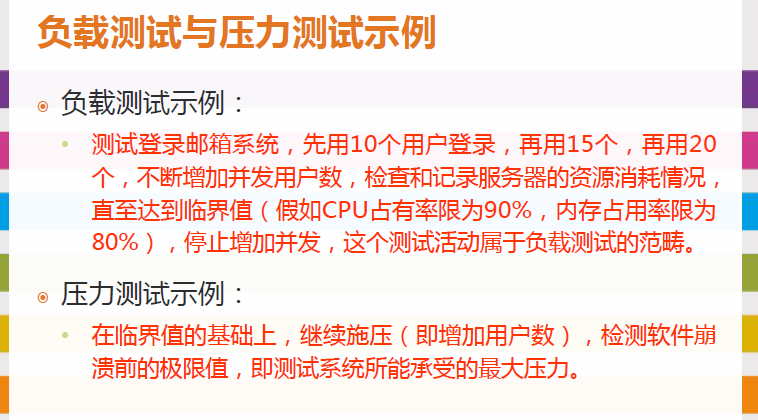 负载测试与压力测试示例
负载测试示例：
测试登录邮箱系统，先用10个用户登录，再用15个，再用20
个，不断增加并发用户数，检查和记录服务器的资源消耗情况，
直至达到临界值（假如CPU占有率限为90%，内存占用率限为
80%），停止增加并发，这个测试活动属于负载测试的范畴。
压力测试示例：
在临界值的基础上，继续施压（即增加用户数），检测软件崩
溃前的极限值，即测试系统所能承受的最大压力。